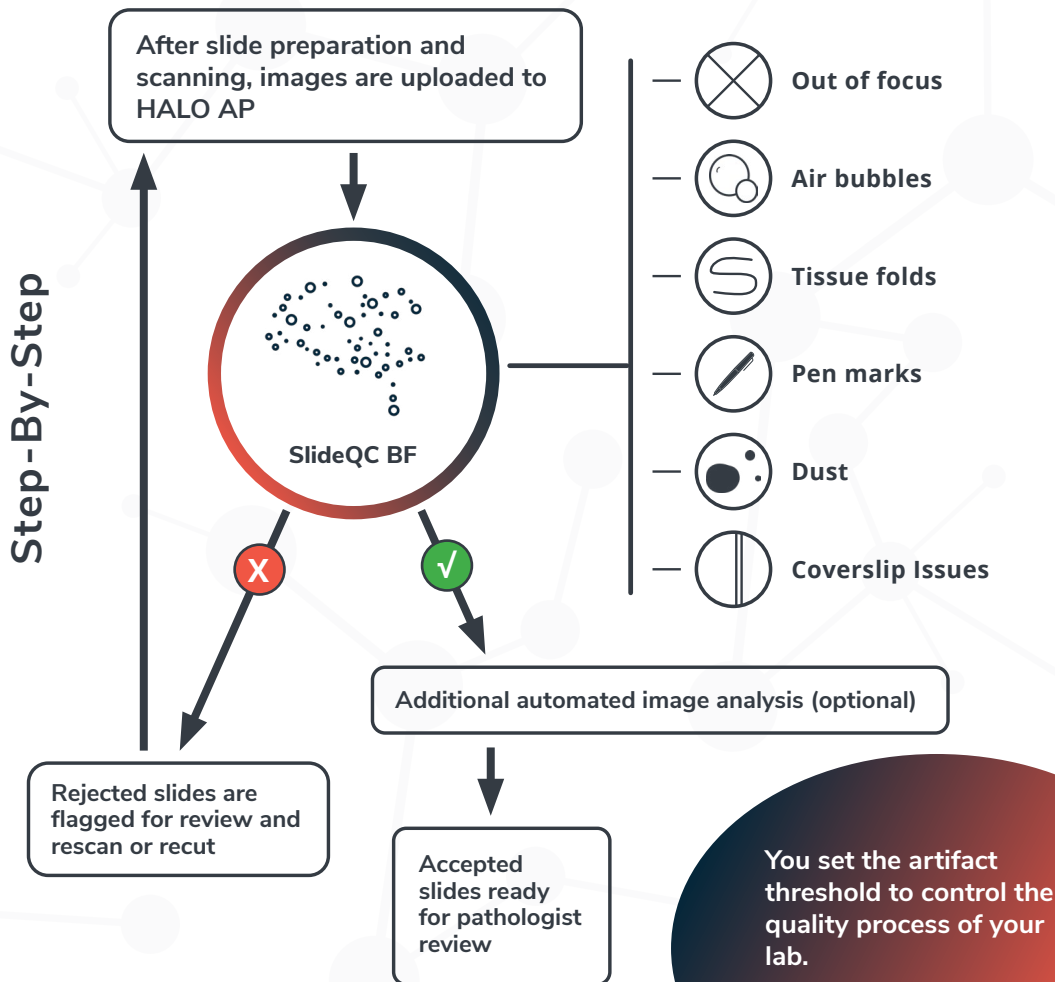 Step-By-Step
After slide preparation and
scanning, images are uploaded to
HALO AP
SlideQC BF
Out of focus
Air bubbles
Tissue folds
Pen marks
Dust
Coverslip Issues
X
√
Additional automated image analysis (optional)
Rejected slides are
flagged for review and
rescan or recut
Accepted
slides ready
for pathologist
review
You set the artifact
threshold to control the
quality process of your
lab.